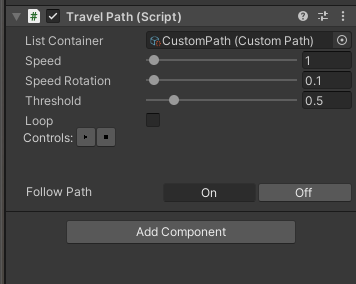 Travel Path (Script)
List Container CustomPath (Custom Path)
Speed 1
Speed Rotation 0.1
Threshold 0.5
Loop
Controls:
Follow Path On Off
Add Component